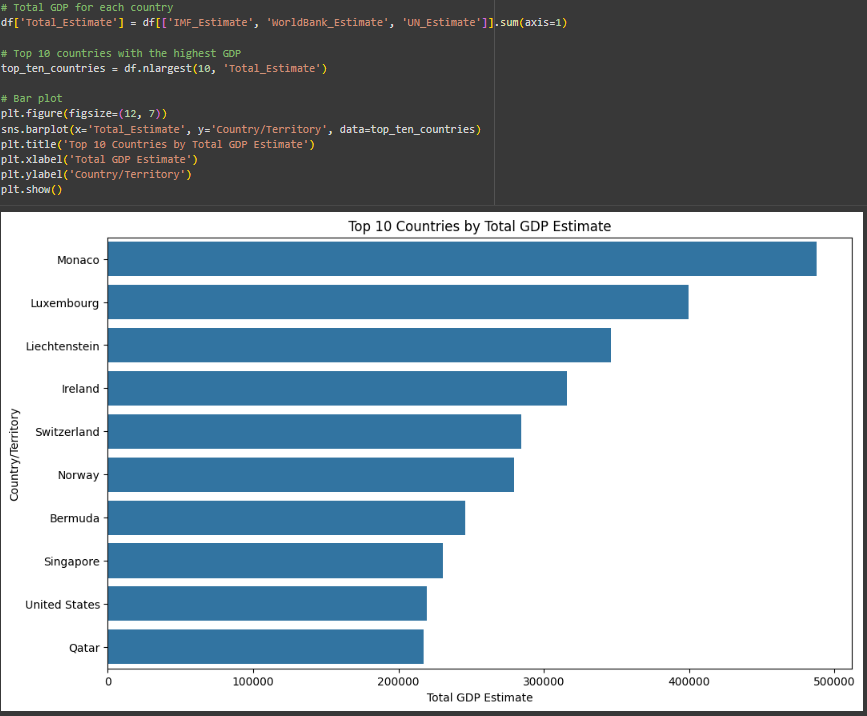 # Total GDP for each country
df['Total_Estimate'] = df[['IMF_Estimate', 'WorldBank_Estimate', 'UN_Estimate']].sum(axis=1)
# Top 10 countries with the highest GDP
top_ten_countries = df.nlargest(10, 'Total_Estimate')
# Bar plot
plt.figure(figsize=(12, 7))
sns.barplot(x='Total_Estimate', y='Country/Territory', data=top_ten_countries)
plt.title('Top 10 Countries by Total GDP Estimate')
plt.xlabel('Total GDP Estimate')
plt.ylabel('Country/Territory')
plt.show()
Top 10 Countries by Total GDP Estimate
Country/Territory
Monaco
Luxembourg
Liechtenstein
Ireland
Switzerland
Norway
Bermuda
Singapore
United States
Qatar
0 100000 200000 300000 400000 500000
Total GDP Estimate